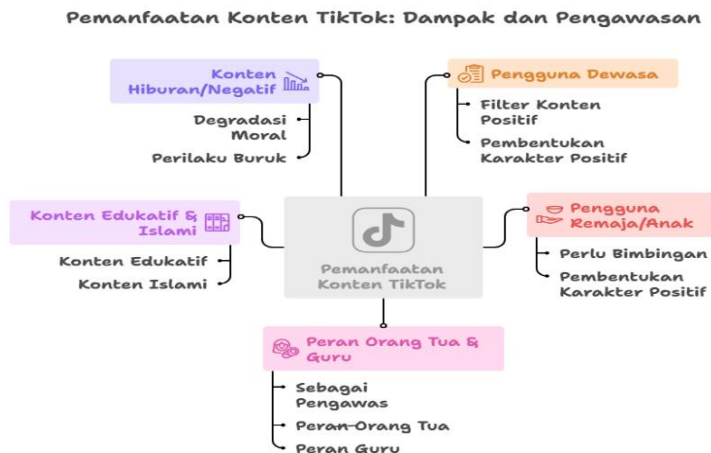 Pemanfaatan Konten TikTok: Dampak dan Pengawasan
Konten
Hiburan/Negatif
Degradasi
Moral
Perilaku Buruk
Pengguna Dewasa
Filter Konten
Positif
Pembentukan
Karakter Positif
Konten Edukatif &
Islami
Konten Edukatif
Konten Islami
Pemanfaatan
Konten TikTok
Pengguna
Remaja/Anak
Perlu Bimbingan
Pembentukan
Karakter Positif
Peran Orang Tua &
Guru
Sebagai
Pengawas
Peran Orang Tua
Peran Guru